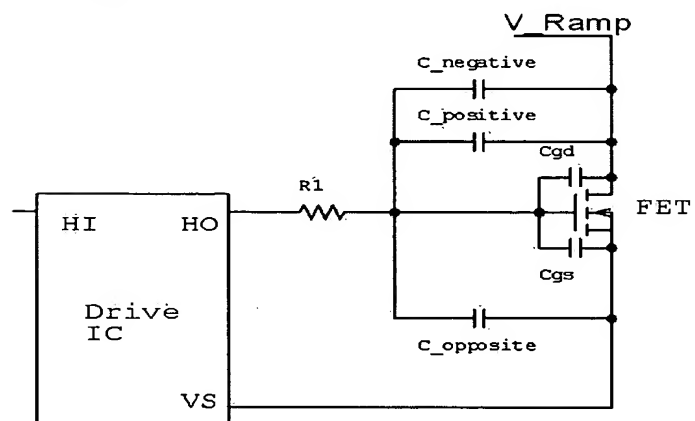 V_Ramp
C_negative
C_positive
Cgd
R1
HI
HO
FET
Cgs
Drive
IC
C_opposite
VS